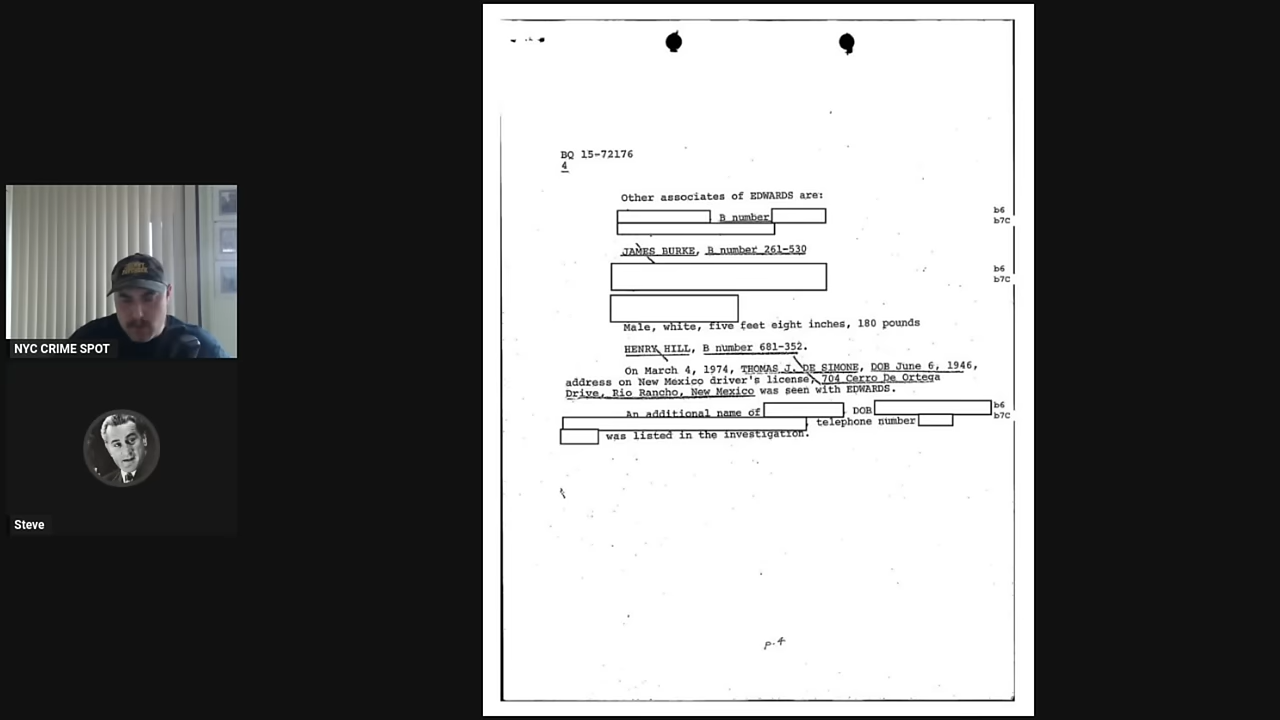 BQ 15-72176
4
Other associates of EDWARDS are:
B number
b6
b7C
JAMES BURKE, B number 261-530
b6
b7C
Male, white, five feet eight inches, 180 pounds
HENRY HILL, B number 681-352.
On March 4, 1974, THOMAS J. DE SIMONE, DOB June 6, 1946,
address on New Mexico driver's license, 704 Cerro De Ortega
Drive, Rio Rancho, New Mexico was seen with EDWARDS.
An additional name of , DOB
b6
b7C
, telephone number
was listed in the investigation.
p.4
NYC CRIME SPOT
Steve